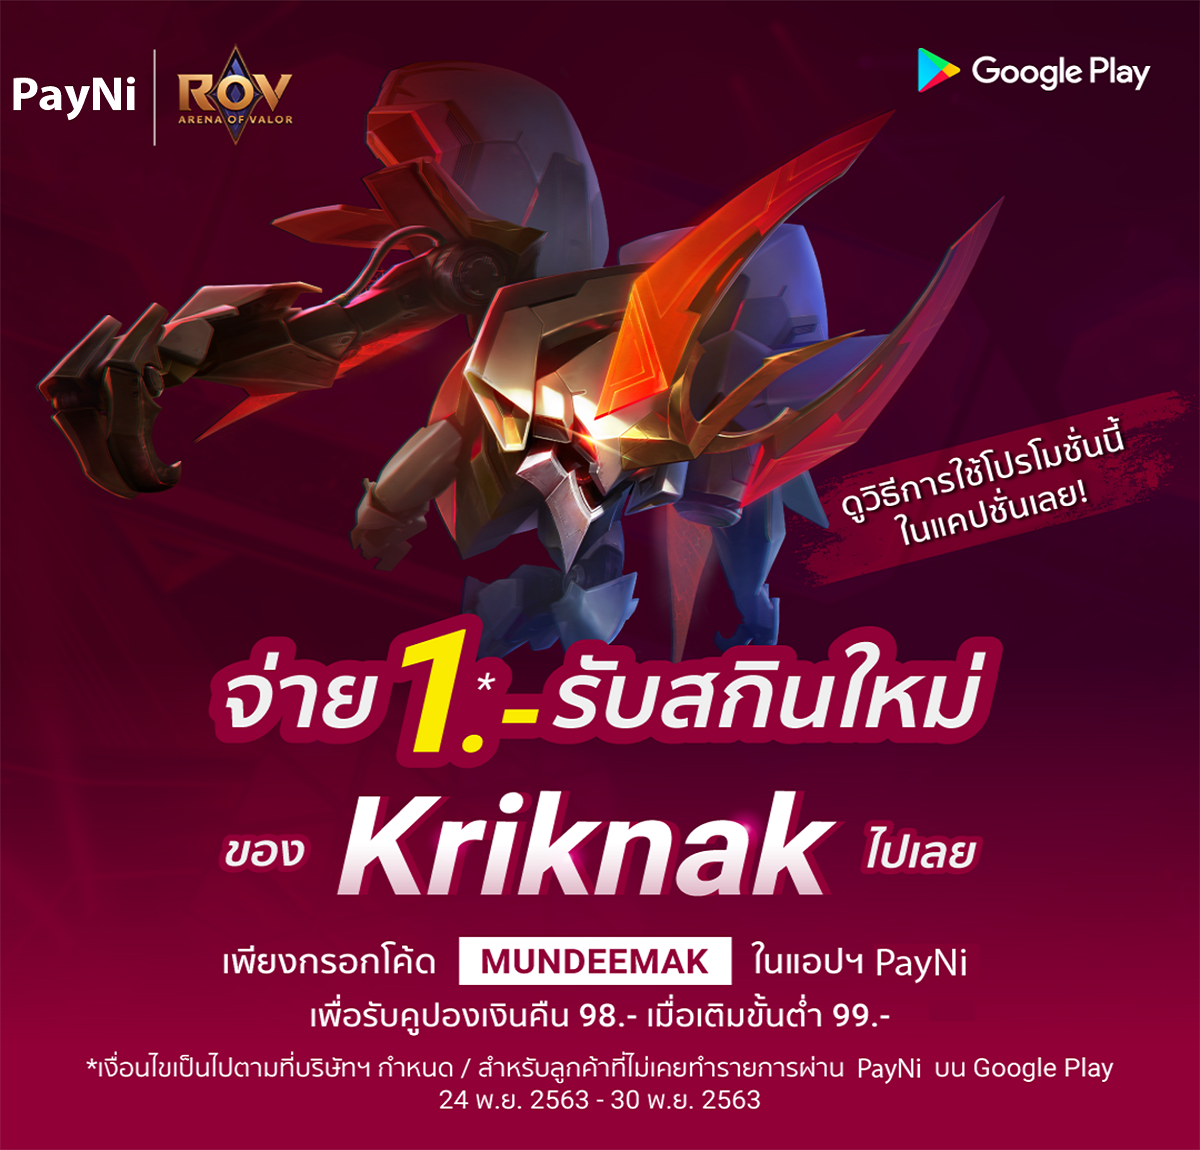 PayNi
ROV
ARENA OF VALOR
Google Play
ดูวิธีการใช้โปรโมชั่นนี้
ในแคปชั่นเลย!
จ่าย 1.-* รับสกินใหม่
ของ Kriknak ไปเลย
เพียงกรอกโค้ด MUNDEEMAK ในแอปฯ PayNi
เพื่อรับคูปองเงินคืน 98.- เมื่อเติมขั้นต่ำ 99.-
*เงื่อนไขเป็นไปตามที่บริษัทฯ กำหนด / สำหรับลูกค้าที่ไม่เคยทำรายการผ่าน PayNi บน Google Play
24 พ.ย. 2563 - 30 พ.ย. 2563